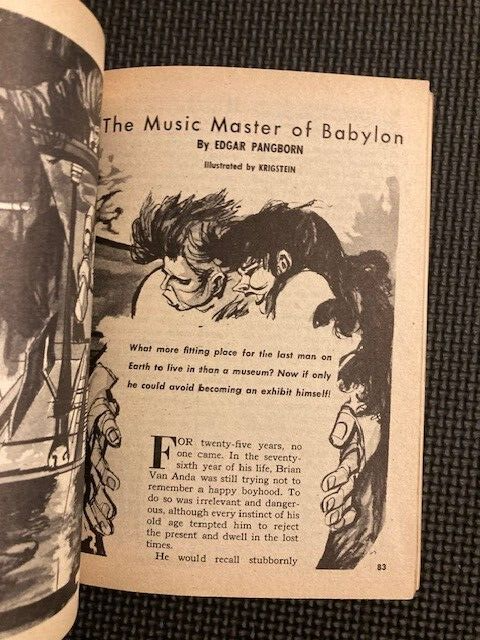 The Music Master of Babylon
By EDGAR PANGBORN
Illustrated by KRIGSTEIN
What more fitting place for the last man on
Earth to live in than a museum? Now if only
he could avoid becoming an exhibit himself!
FOR twenty-five years, no
one came. In the seventy-
sixth year of his life, Brian
Van Anda was still trying not to
remember a happy boyhood. To
do so was irrelevant and danger-
ous, although every instinct of his
old age tempted him to reject
the present and dwell in the lost
times.
He would recall stubbornly
83